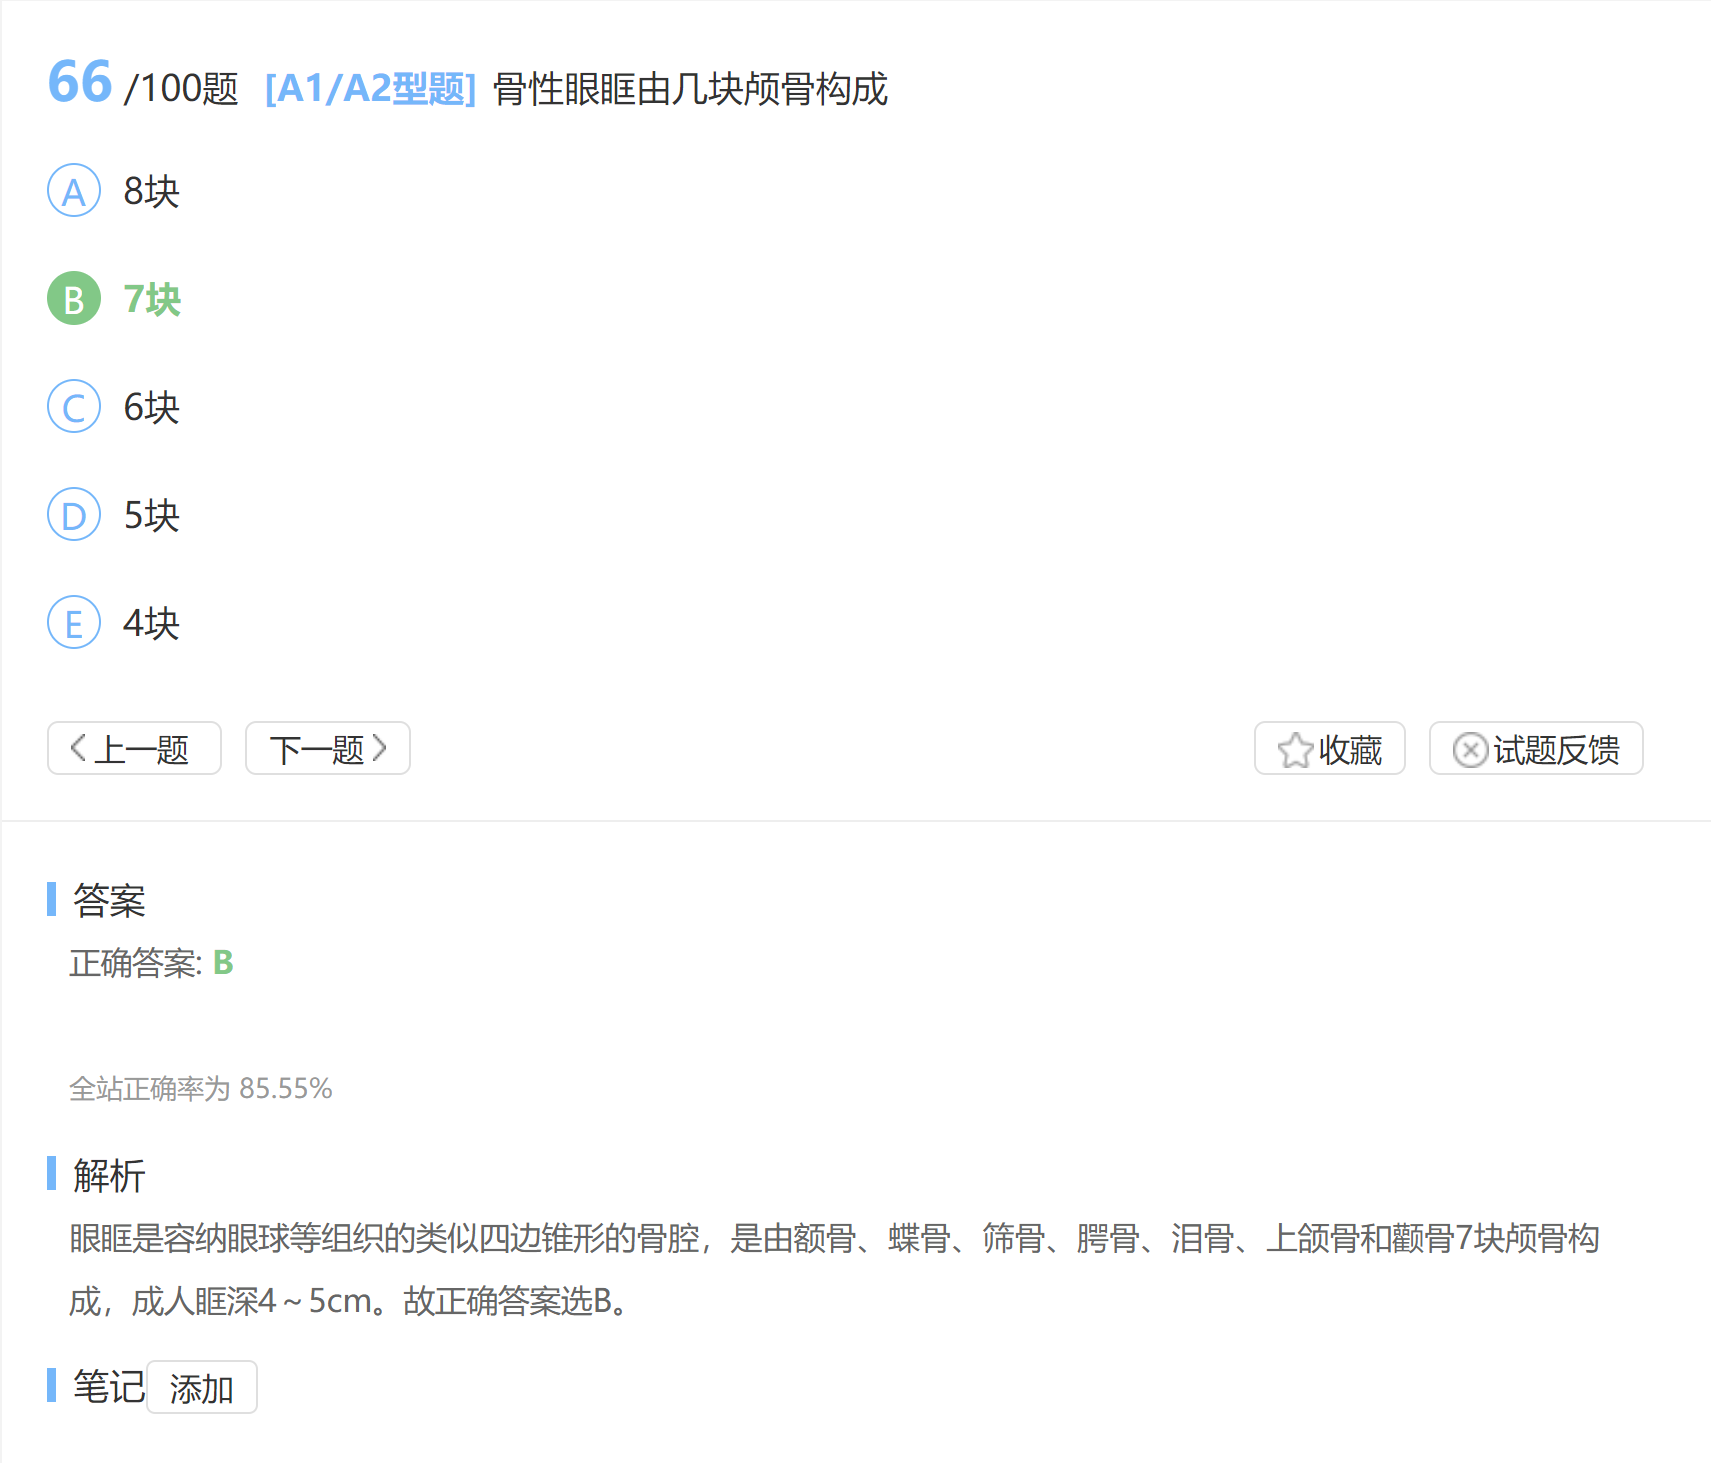 66 /100题 [A1/A2型题] 骨性眼眶由几块颅骨构成
A 8块
B 7块
C 6块
D 5块
E 4块
上一题 下一题 收藏 试题反馈
答案
正确答案: B
全站正确率为 85.55%
解析
眼眶是容纳眼球等组织的类似四边锥形的骨腔，是由额骨、蝶骨、筛骨、腭骨、泪骨、上颌骨和颧骨7块颅骨构
成，成人眶深4～5cm。故正确答案选B。
笔记 添加